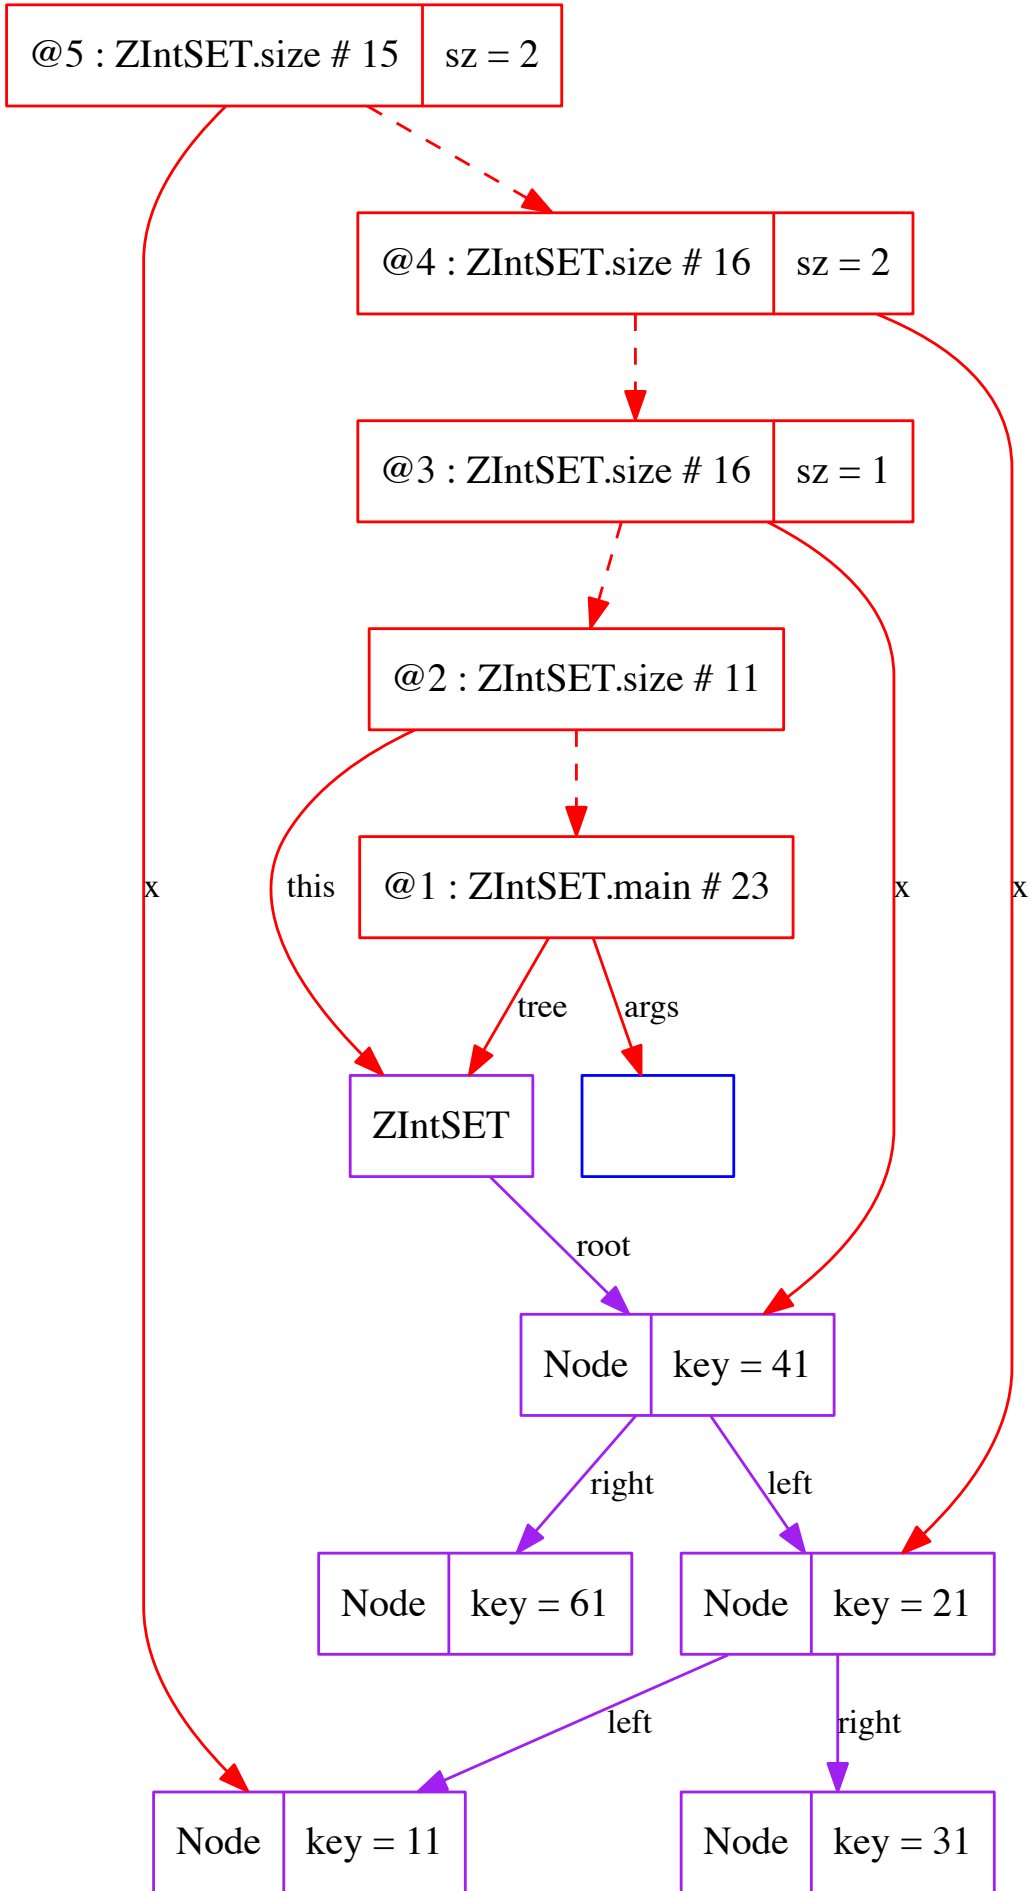 @5 : ZIntSET.size # 15 sz = 2
@4 : ZIntSET.size # 16 sz = 2
@3 : ZIntSET.size # 16 sz = 1
@2 : ZIntSET.size # 11
x this @1 : ZIntSET.main # 23 x x
tree args
ZIntSET
root
Node key = 41
right left
Node key = 61 Node key = 21
left right
Node key = 11 Node key = 31